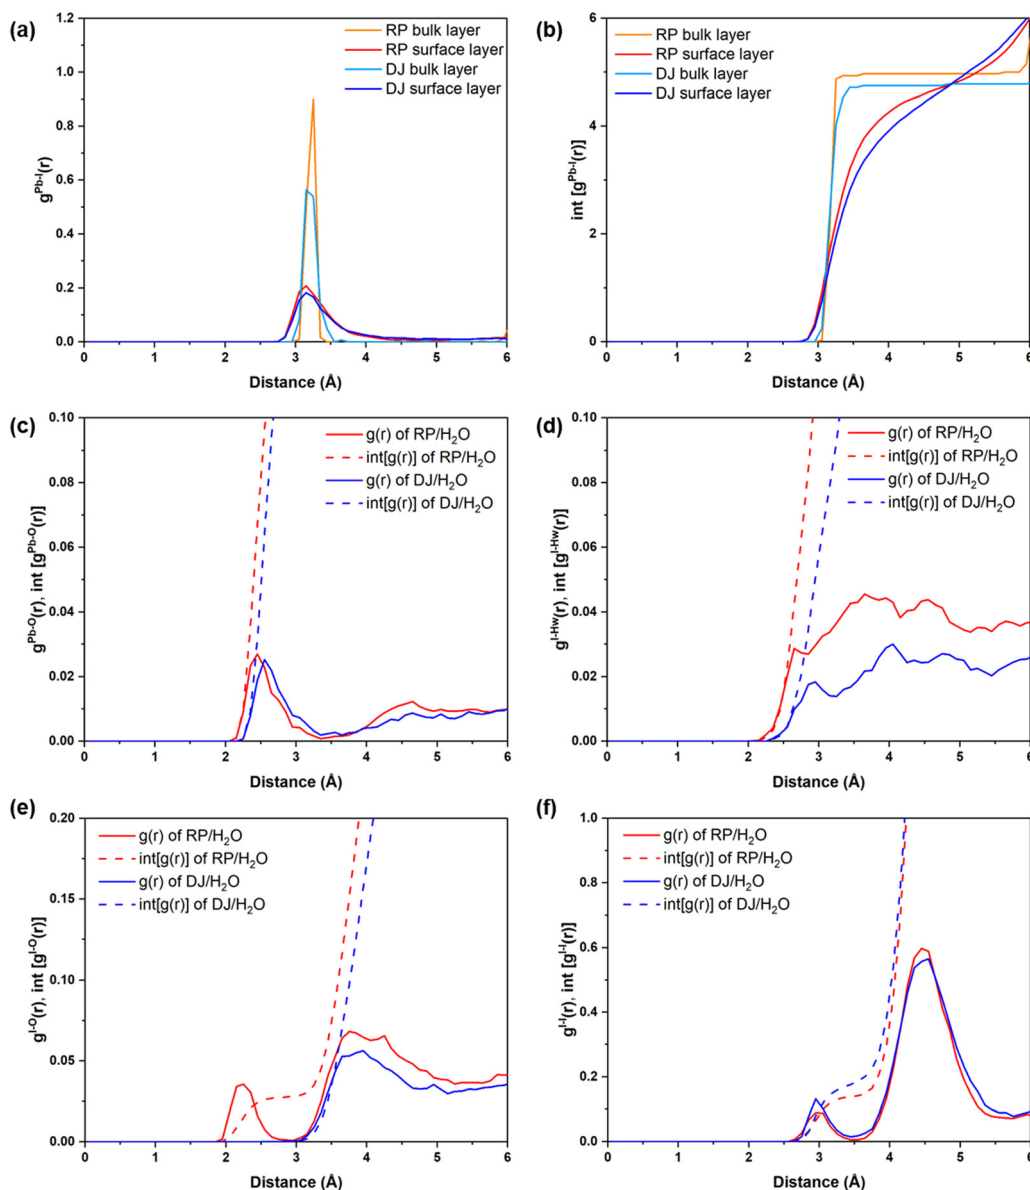 (a)
1.2
1.0
0.8
0.6
0.4
0.2
0.0
g^Pb-I(r)
RP bulk layer
RP surface layer
DJ bulk layer
DJ surface layer
0 1 2 3 4 5 6
Distance (Å)
(b)
6
4
2
0
int [g^Pb-I(r)]
RP bulk layer
RP surface layer
DJ bulk layer
DJ surface layer
0 1 2 3 4 5 6
Distance (Å)
(c)
0.10
0.08
0.06
0.04
0.02
0.00
g^Pb-O(r), int [g^Pb-O(r)]
g(r) of RP/H₂O
int[g(r)] of RP/H₂O
g(r) of DJ/H₂O
int[g(r)] of DJ/H₂O
0 1 2 3 4 5 6
Distance (Å)
(d)
0.10
0.08
0.06
0.04
0.02
0.00
g^I-Hw(r), int [g^I-Hw(r)]
g(r) of RP/H₂O
int[g(r)] of RP/H₂O
g(r) of DJ/H₂O
int[g(r)] of DJ/H₂O
0 1 2 3 4 5 6
Distance (Å)
(e)
0.20
0.15
0.10
0.05
0.00
g^I-O(r), int [g^I-O(r)]
g(r) of RP/H₂O
int[g(r)] of RP/H₂O
g(r) of DJ/H₂O
int[g(r)] of DJ/H₂O
0 1 2 3 4 5 6
Distance (Å)
(f)
1.0
0.8
0.6
0.4
0.2
0.0
g^I-I(r), int [g^I-I(r)]
g(r) of RP/H₂O
int[g(r)] of RP/H₂O
g(r) of DJ/H₂O
int[g(r)] of DJ/H₂O
0 1 2 3 4 5 6
Distance (Å)